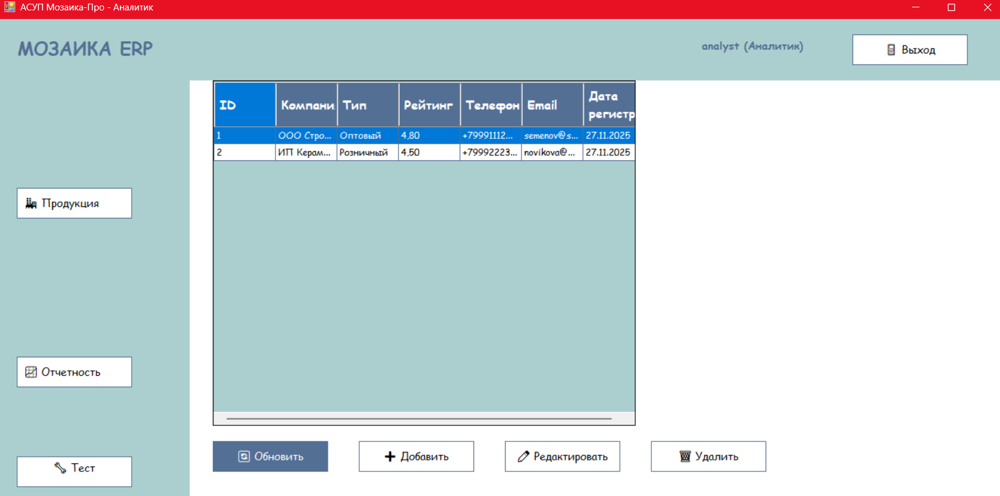 АСУП Мозаика-Про - Аналитик
МОЗАИКА ERP
analyst (Аналитик)
Выход
ID Компани Тип Рейтинг Телефон Email Дата регистр
1 ООО Стро... Оптовый 4,80 +79991112... semenov@s... 27.11.2025
2 ИП Керам... Розничный 4,50 +79992223... novikova@... 27.11.2025
Продукция
Отчетность
Тест
Обновить
Добавить
Редактировать
Удалить